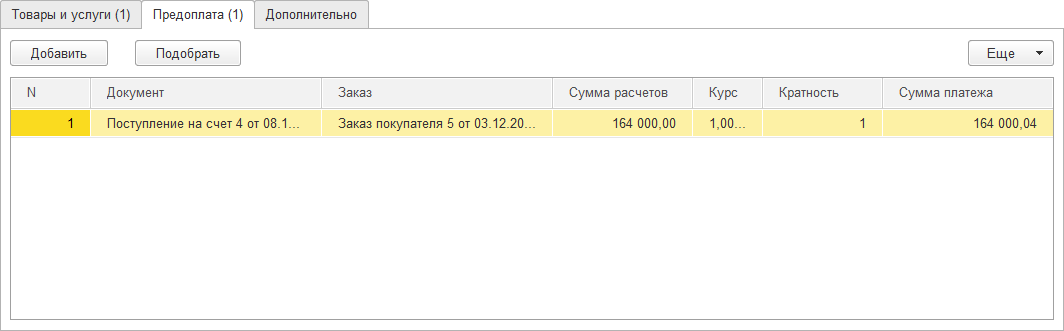 Товары и услуги (1) Предоплата (1) Дополнительно
Добавить Подобрать Еще
N Документ Заказ Сумма расчетов Курс Кратность Сумма платежа
1 Поступление на счет 4 от 08.1... Заказ покупателя 5 от 03.12.20... 164 000,00 1,00... 1 164 000,04